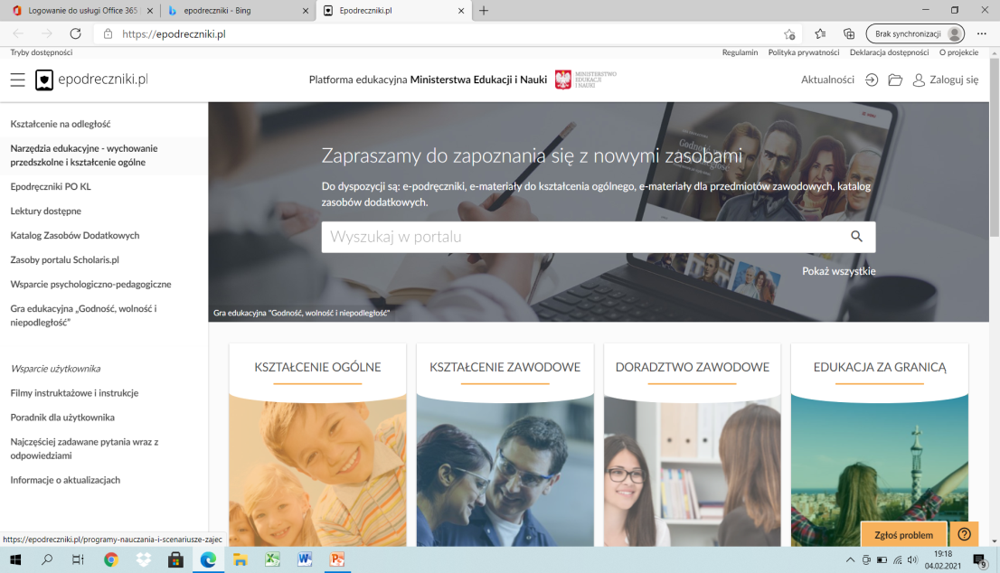 Logowanie do usługi Office 365
epodreczniki - Bing
Epodreczniki.pl
https://epodreczniki.pl
Brak synchronizacji
Tryby dostępności
Regulamin Polityka prywatności Deklaracja dostępności O projekcie
epodreczniki.pl
Platforma edukacyjna Ministerstwa Edukacji i Nauki
MINISTERSTWO
EDUKACJI
I NAUKI
Aktualności
Zaloguj się
Kształcenie na odległość
Narzędzia edukacyjne - wychowanie
przedszkolne i kształcenie ogólne
Epodręczniki PO KL
Lektury dostępne
Katalog Zasobów Dodatkowych
Zasoby portalu Scholaris.pl
Wsparcie psychologiczno-pedagogiczne
Gra edukacyjna „Godność, wolność i
niepodległość”
Wsparcie użytkownika
Filmy instruktażowe i instrukcje
Poradnik dla użytkownika
Najczęściej zadawane pytania wraz z
odpowiedziami
Informacje o aktualizacjach
Zapraszamy do zapoznania się z nowymi zasobami
Do dyspozycji są: e-podręczniki, e-materiały do kształcenia ogólnego, e-materiały dla przedmiotów zawodowych, katalog
zasobów dodatkowych.
Wyszukaj w portalu
Pokaż wszystkie
Gra edukacyjna "Godność, wolność i niepodległość"
KSZTAŁCENIE OGÓLNE
KSZTAŁCENIE ZAWODOWE
DORADZTWO ZAWODOWE
EDUKACJA ZA GRANICĄ
Zgłoś problem
https://epodreczniki.pl/programy-nauczania-i-scenariusze-zajec
19:18
04.02.2021
9